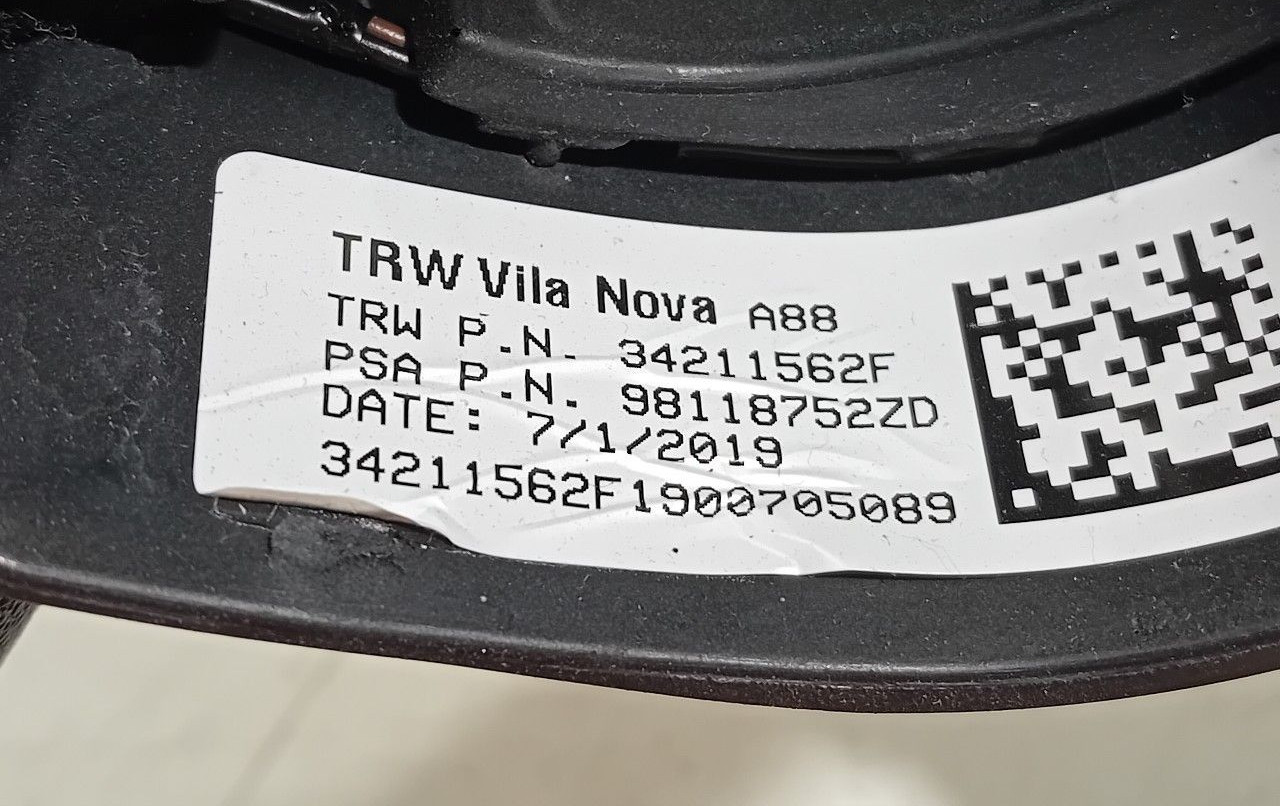 TRW Vila Nova A88
TRW P.N. 34211562F
PSA P.N. 98118752ZD
DATE: 7/1/2019
34211562F1900705089